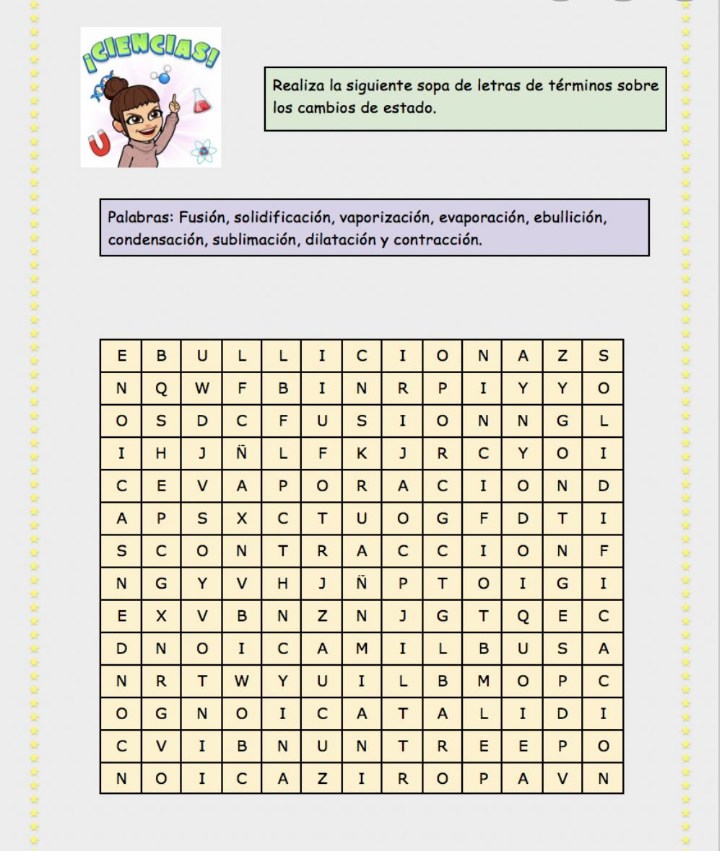 ¡CIENCIAS!
Realiza la siguiente sopa de letras de términos sobre
los cambios de estado.
Palabras: Fusión, solidificación, vaporización, evaporación, ebullición,
condensación, sublimación, dilatación y contracción.
E B U L L I C I O N A Z S
N Q W F B I N R P I Y Y O
O S D C F U S I O N N G L
I H J Ñ L F K J R C Y O I
C E V A P O R A C I O N D
A P S X C T U O G F D T I
S C O N T R A C C I O N F
N G Y V H J Ñ P T O I G I
E X V B N Z N J G T Q E C
D N O I C A M I L B U S A
N R T W Y U I L B M O P C
O G N O I C A T A L I D I
C V I B N U N T R E E P O
N O I C A Z I R O P A V N